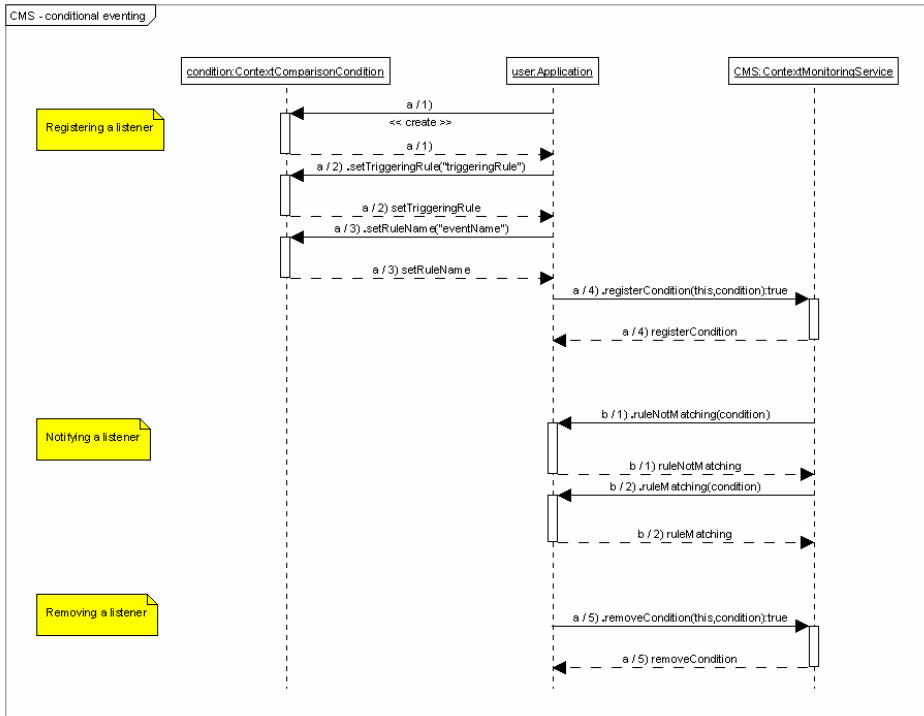 CMS - conditional eventing
condition:ContextComparisonCondition
user:Application
CMS:ContextMonitoringService
Registering a listener
a / 1)
<< create >>
a / 1)
a / 2) .setTriggeringRule("triggeringRule")
a / 2) setTriggeringRule
a / 3) .setRuleName("eventName")
a / 3) setRuleName
a / 4) .registerCondition(this,condition):true
a / 4) registerCondition
Notifying a listener
b / 1) .ruleNotMatching(condition)
b / 1) ruleNotMatching
b / 2) .ruleMatching(condition)
b / 2) ruleMatching
Removing a listener
a / 5) .removeCondition(this,condition):true
a / 5) removeCondition